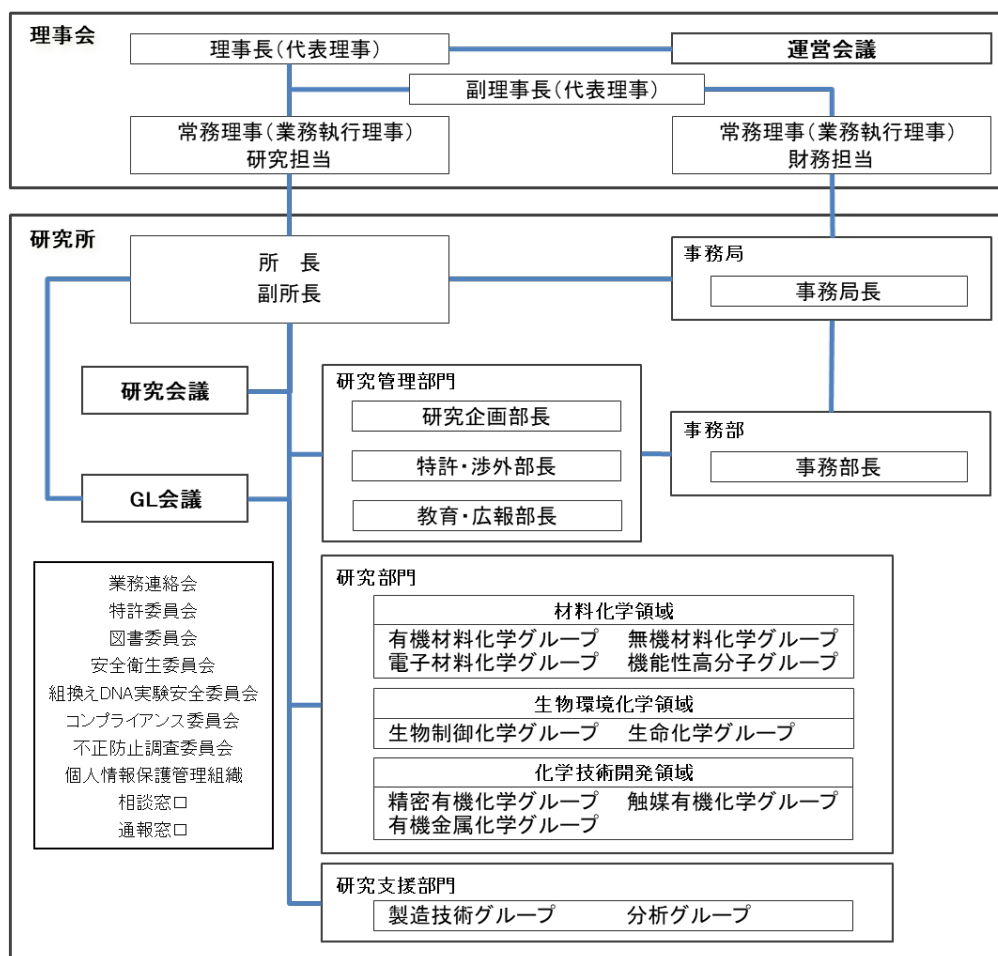 理事会
理事長（代表理事）
運営会議
副理事長（代表理事）
常務理事（業務執行理事）
研究担当
常務理事（業務執行理事）
財務担当
研究所
所　長
副所長
事務局
事務局長
研究会議
GL会議
研究管理部門
研究企画部長
特許・渉外部長
教育・広報部長
事務部
事務部長
業務連絡会
特許委員会
図書委員会
安全衛生委員会
組換えDNA実験安全委員会
コンプライアンス委員会
不正防止調査委員会
個人情報保護管理組織
相談窓口
通報窓口
研究部門
材料化学領域
有機材料化学グループ　無機材料化学グループ
電子材料化学グループ　機能性高分子グループ
生物環境化学領域
生物制御化学グループ　生命化学グループ
化学技術開発領域
精密有機化学グループ　触媒有機化学グループ
有機金属化学グループ
研究支援部門
製造技術グループ　分析グループ